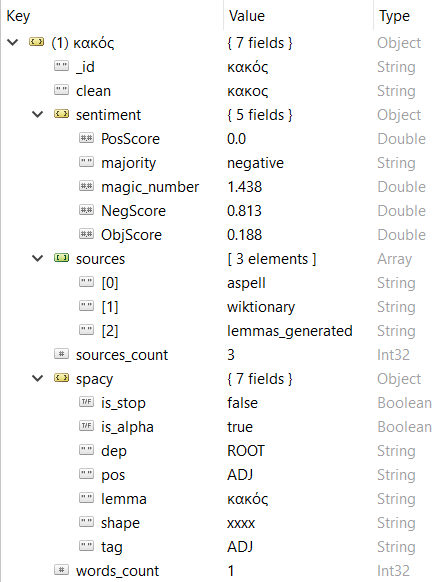 Key Value Type
(1) κακός { 7 fields } Object
_id κακός String
clean κακος String
sentiment { 5 fields } Object
PosScore 0.0 Double
majority negative String
magic_number 1.438 Double
NegScore 0.813 Double
ObjScore 0.188 Double
sources [ 3 elements ] Array
[0] aspell String
[1] wiktionary String
[2] lemmas_generated String
sources_count 3 Int32
spacy { 7 fields } Object
is_stop false Boolean
is_alpha true Boolean
dep ROOT String
pos ADJ String
lemma κακός String
shape xxxx String
tag ADJ String
words_count 1 Int32